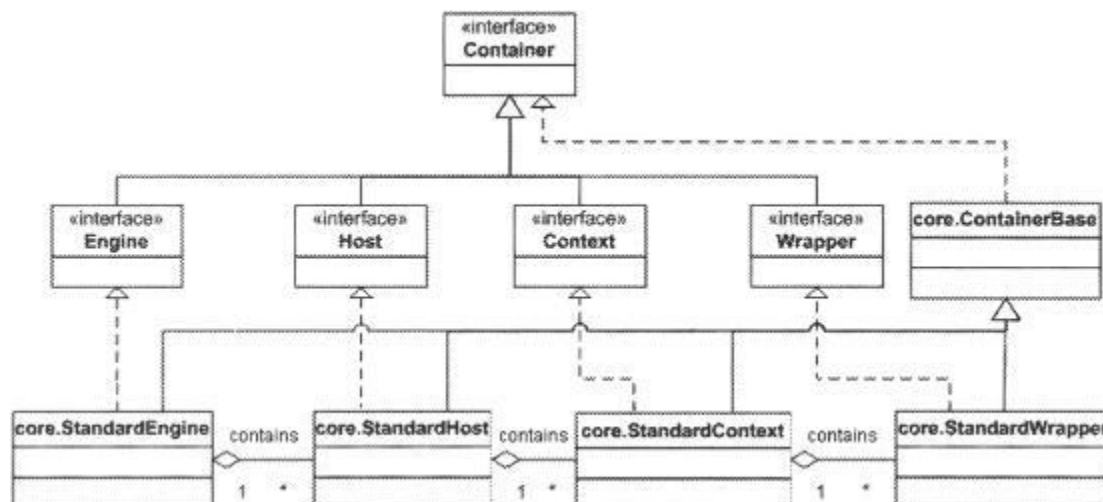 «interface»
Container
«interface»
Engine
«interface»
Host
«interface»
Context
«interface»
Wrapper
core.ContainerBase
core.StandardEngine
contains
1 *
core.StandardHost
contains
1 *
core.StandardContext
contains
1 *
core.StandardWrapper